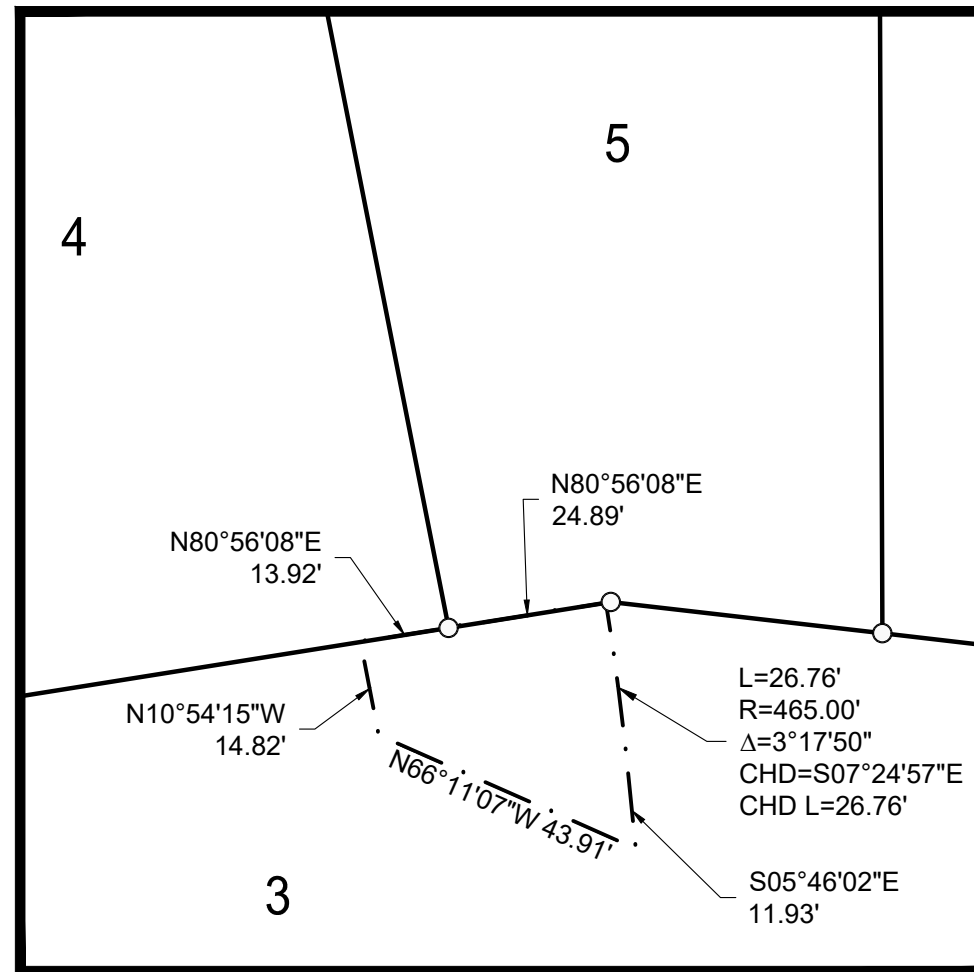 5
4
N80°56'08"E
24.89'
N80°56'08"E
13.92'
L=26.76'
R=465.00'
Δ=3°17'50"
CHD=S07°24'57"E
CHD L=26.76'
N10°54'15"W
14.82'
N66°11'07"W 43.91'
S05°46'02"E
11.93'
3